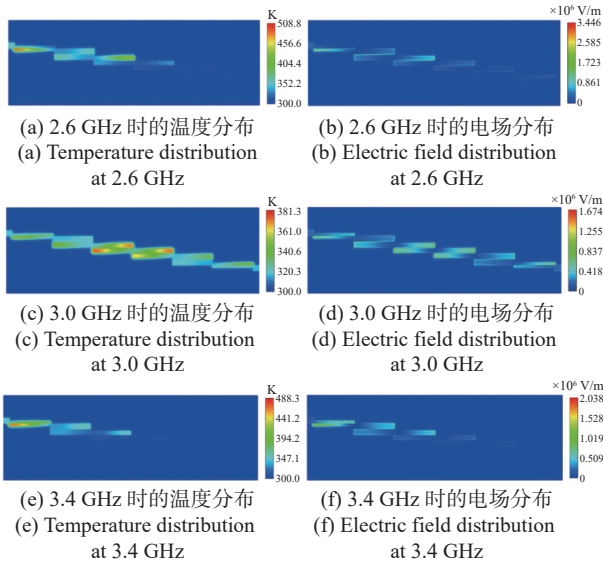 K
508.8
456.6
404.4
352.2
300.0
×10⁶ V/m
3.446
2.585
1.723
0.861
0
(a) 2.6 GHz 时的温度分布
(a) Temperature distribution
at 2.6 GHz
(b) 2.6 GHz 时的电场分布
(b) Electric field distribution
at 2.6 GHz
K
381.3
361.0
340.6
320.3
300.0
×10⁶ V/m
1.674
1.255
0.837
0.418
0
(c) 3.0 GHz 时的温度分布
(c) Temperature distribution
at 3.0 GHz
(d) 3.0 GHz 时的电场分布
(d) Electric field distribution
at 3.0 GHz
K
488.3
441.2
394.2
347.1
300.0
×10⁶ V/m
2.038
1.528
1.019
0.509
0
(e) 3.4 GHz 时的温度分布
(e) Temperature distribution
at 3.4 GHz
(f) 3.4 GHz 时的电场分布
(f) Electric field distribution
at 3.4 GHz